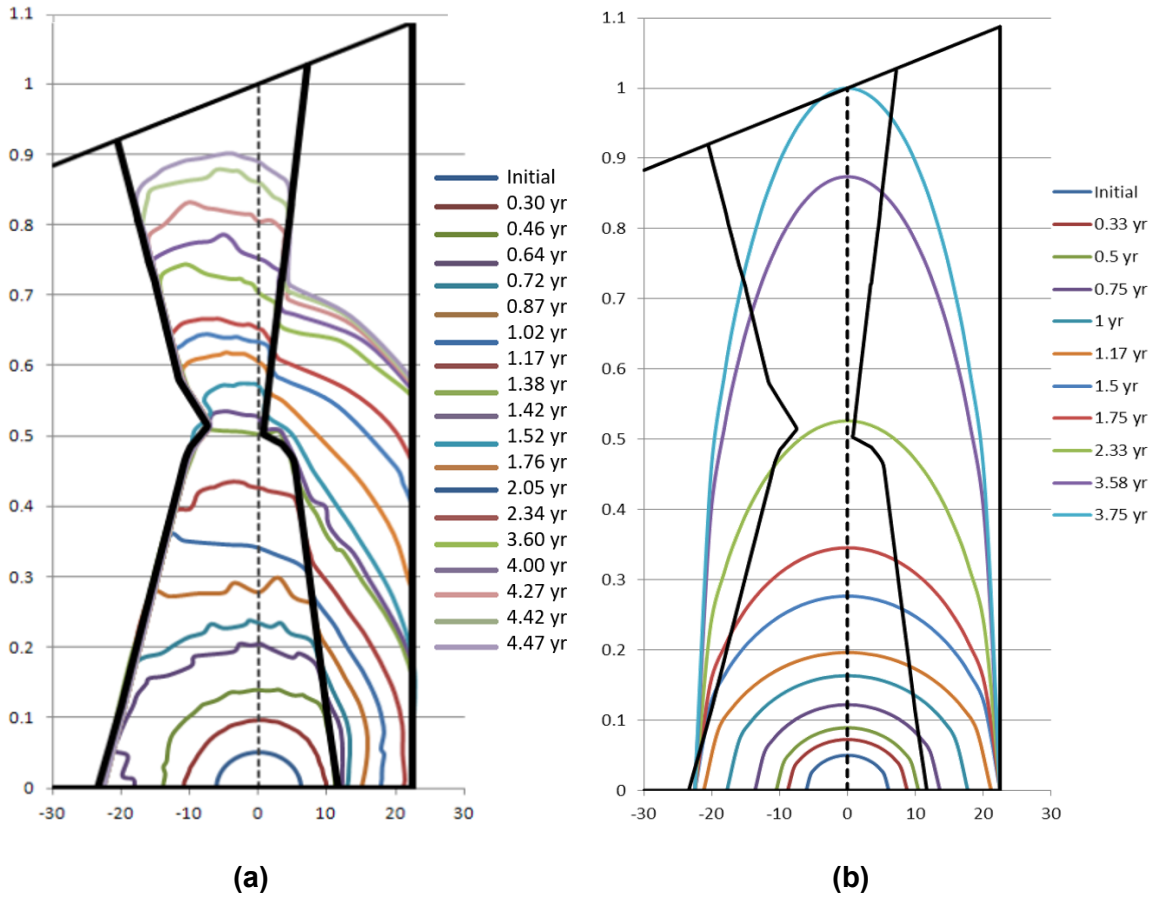 1.1
1
0.9
0.8
0.7
0.6
0.5
0.4
0.3
0.2
0.1
0
-30 -20 -10 0 10 20 30
Initial
0.30 yr
0.46 yr
0.64 yr
0.72 yr
0.87 yr
1.02 yr
1.17 yr
1.38 yr
1.42 yr
1.52 yr
1.76 yr
2.05 yr
2.34 yr
3.60 yr
4.00 yr
4.27 yr
4.42 yr
4.47 yr
(a)
1.1
1
0.9
0.8
0.7
0.6
0.5
0.4
0.3
0.2
0.1
0
-30 -20 -10 0 10 20 30
Initial
0.33 yr
0.5 yr
0.75 yr
1 yr
1.17 yr
1.5 yr
1.75 yr
2.33 yr
3.58 yr
3.75 yr
(b)